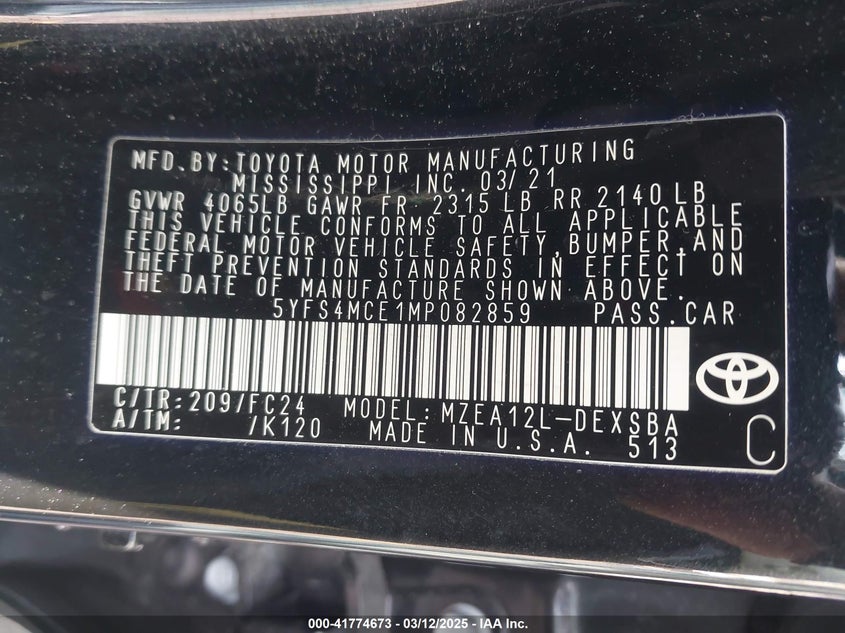 MFD.BY:TOYOTA MOTOR MANUFACTURING
MISSISSIPPI, INC. 03/21
GVWR 4065LB GAWR FR. 2315 LB RR 2140 LB
THIS VEHICLE CONFORMS TO ALL APPLICABLE
FEDERAL MOTOR VEHICLE SAFETY,BUMPER,AND
THEFT PREVENTION STANDARDS IN EFFECT ON
THE DATE OF MANUFACTURE SHOWN ABOVE.
5YFS4MCE1MP082859 PASS.CAR
C/TR:209/FC24 MODEL:MZEA12L-DEXSBA
A/TM: /K120 MADE IN U.S.A. 513
C
000-41774673 - 03/12/2025 - IAA Inc.